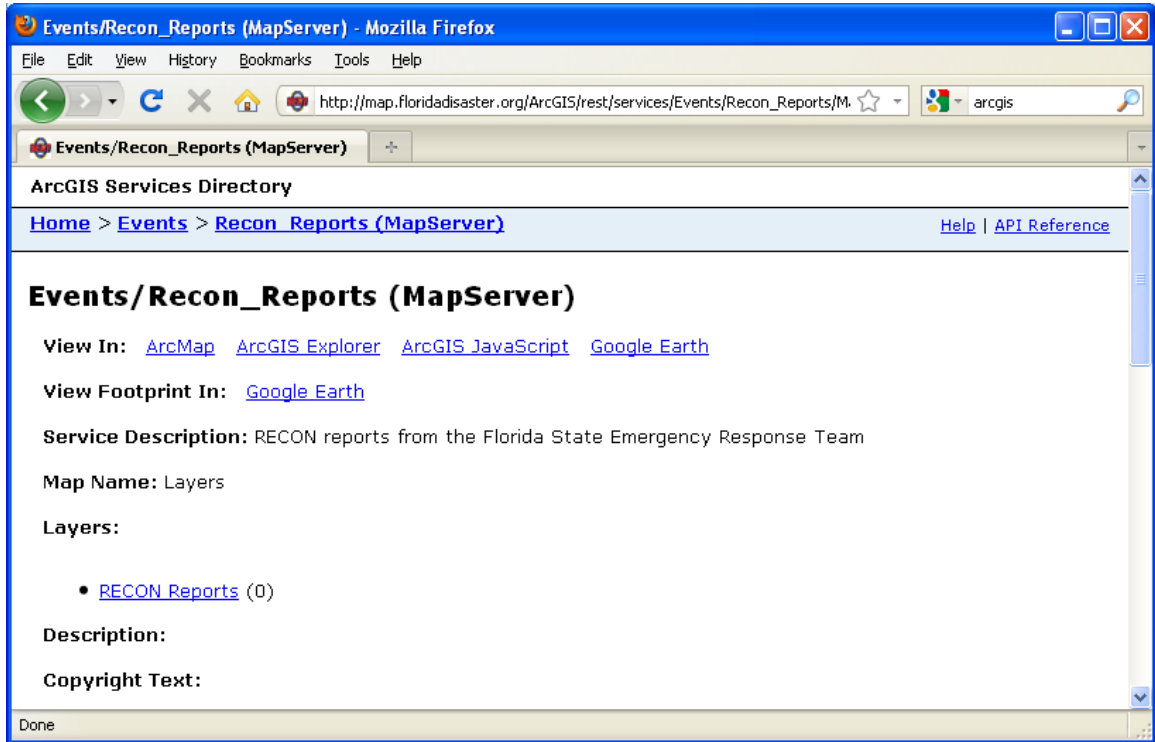 Events/Recon_Reports (MapServer) - Mozilla Firefox
File Edit View History Bookmarks Tools Help
http://map.floridadisaster.org/ArcGIS/rest/services/Events/Recon_Reports/M. arcgis
Events/Recon_Reports (MapServer)
ArcGIS Services Directory
Home > Events > Recon_Reports (MapServer) Help | API Reference
Events/Recon_Reports (MapServer)
View In: ArcMap ArcGIS Explorer ArcGIS JavaScript Google Earth
View Footprint In: Google Earth
Service Description: RECON reports from the Florida State Emergency Response Team
Map Name: Layers
Layers:
• RECON Reports (0)
Description:
Copyright Text:
Done